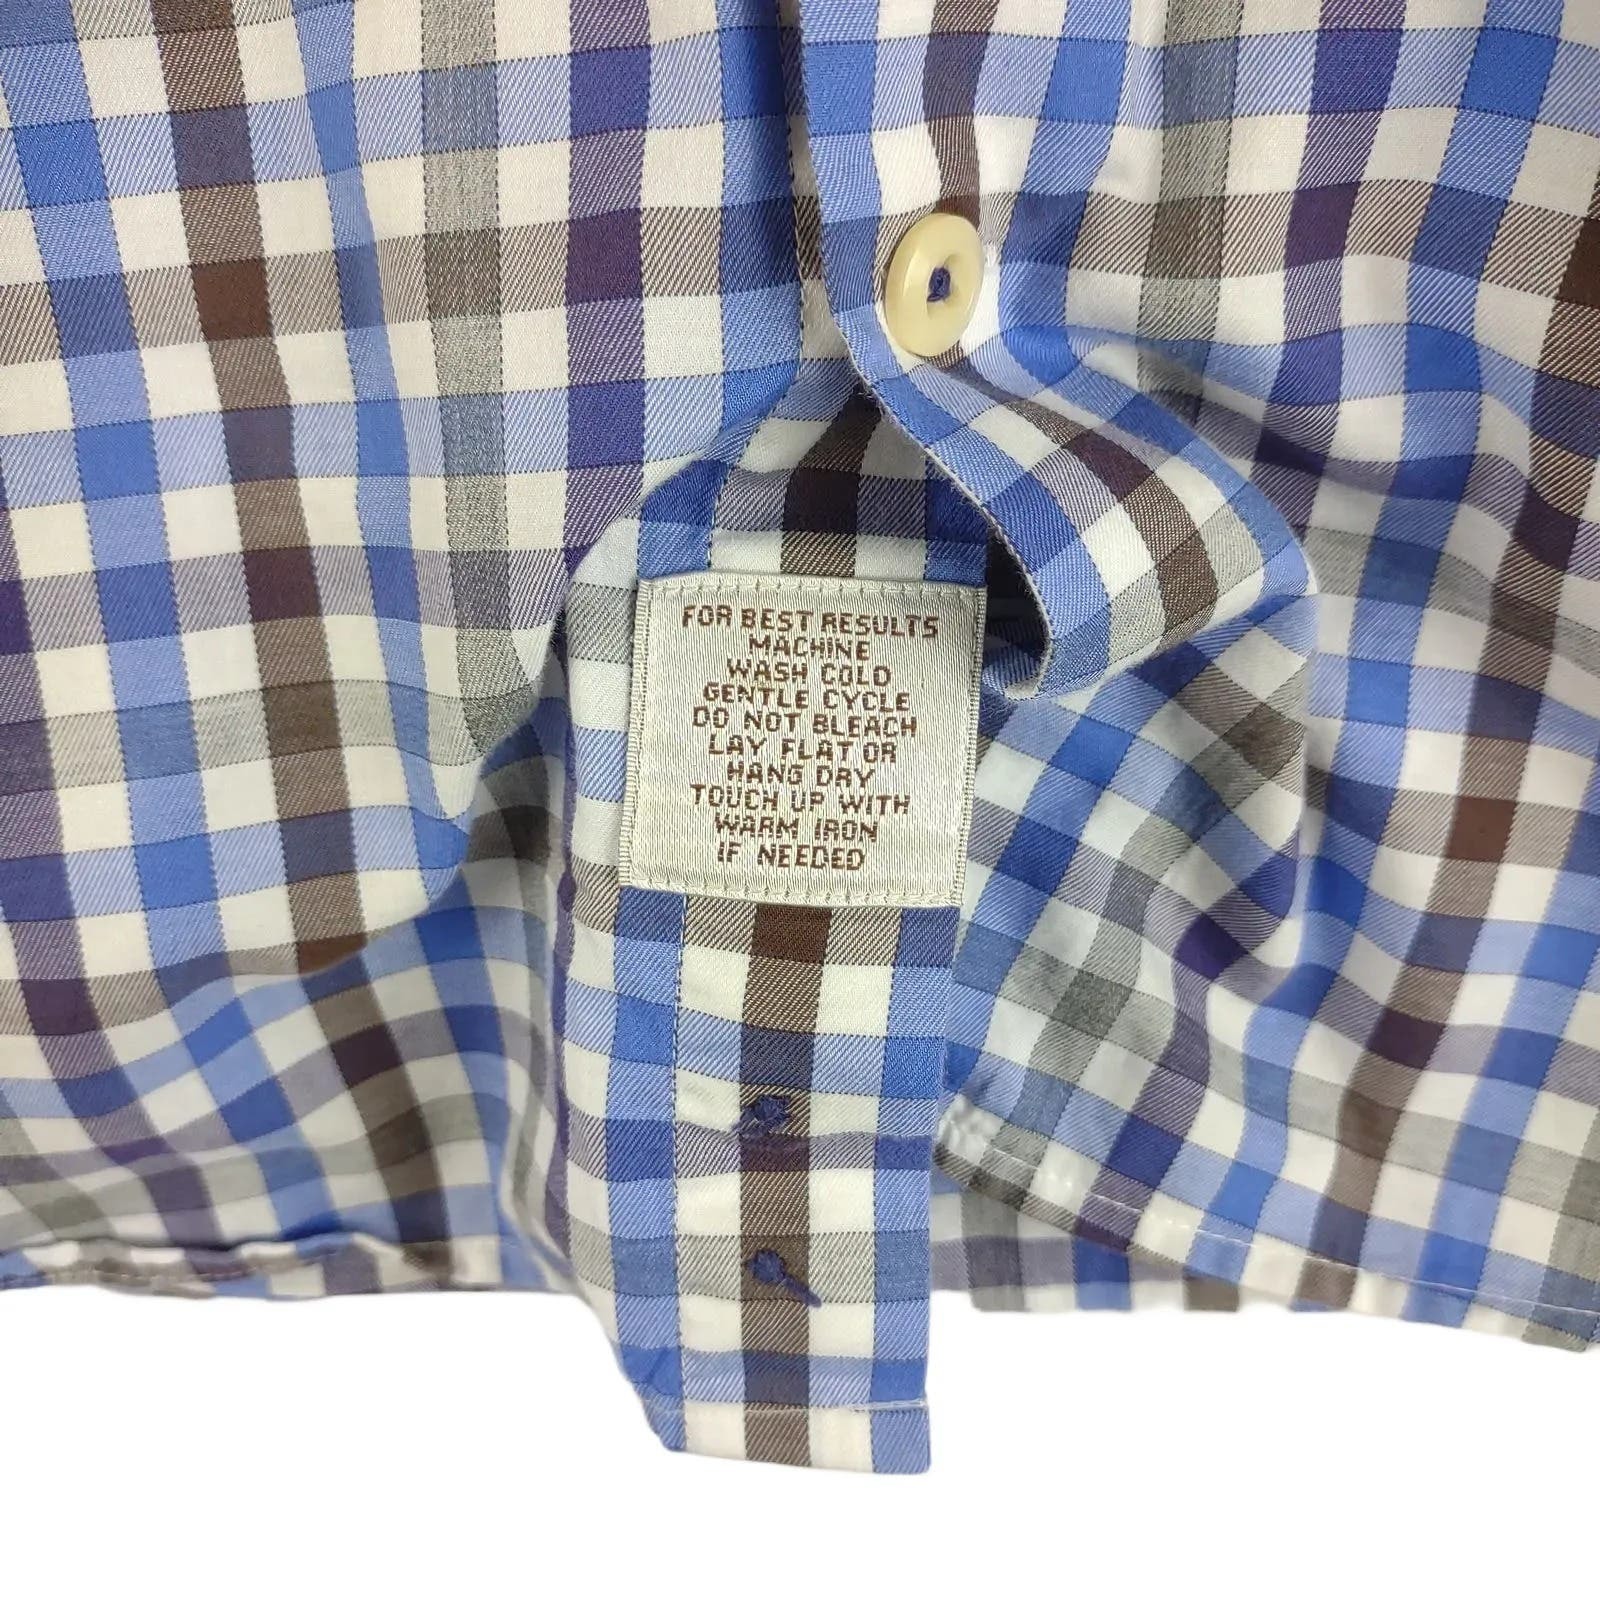 FOR BEST RESULTS
MACHINE
WASH COLD
GENTLE CYCLE
DO NOT BLEACH
LAY FLAT OR
HANG DRY
TOUCH UP WITH
WARM IRON
IF NEEDED